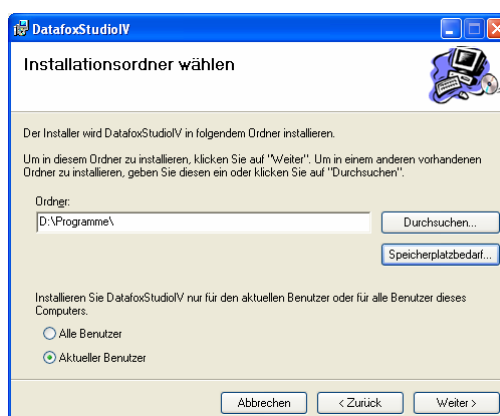 DatafoxStudioIV
Installationsordner wählen
Der Installer wird DatafoxStudioIV in folgendem Ordner installieren.
Um in diesem Ordner zu installieren, klicken Sie auf "Weiter". Um in einem anderen vorhandenen
Ordner zu installieren, geben Sie diesen ein oder klicken Sie auf "Durchsuchen".
Ordner:
D:\Programme\
Durchsuchen...
Speicherplatzbedarf...
Installieren Sie DatafoxStudioIV nur für den aktuellen Benutzer oder für alle Benutzer dieses
Computers.
Alle Benutzer
Aktueller Benutzer
Abbrechen < Zurück Weiter >